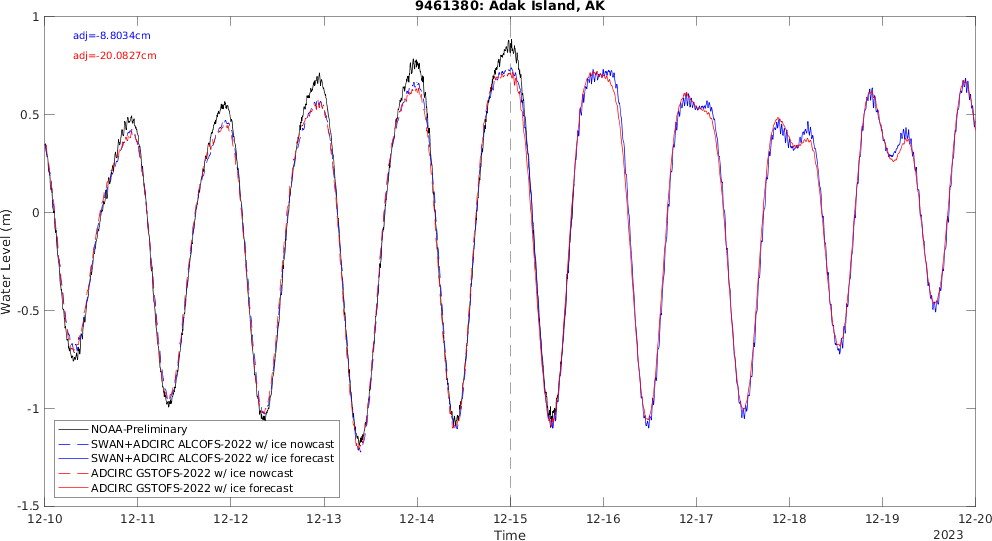 9461380: Adak Island, AK
adj=-8.8034cm
adj=-20.0827cm
1
0.5
0
-0.5
-1
-1.5
Water Level (m)
NOAA-Preliminary
SWAN+ADCIRC ALCOFS-2022 w/ ice nowcast
SWAN+ADCIRC ALCOFS-2022 w/ ice forecast
ADCIRC GSTOFS-2022 w/ ice nowcast
ADCIRC GSTOFS-2022 w/ ice forecast
12-10 12-11 12-12 12-13 12-14 12-15 12-16 12-17 12-18 12-19 12-20
Time
2023